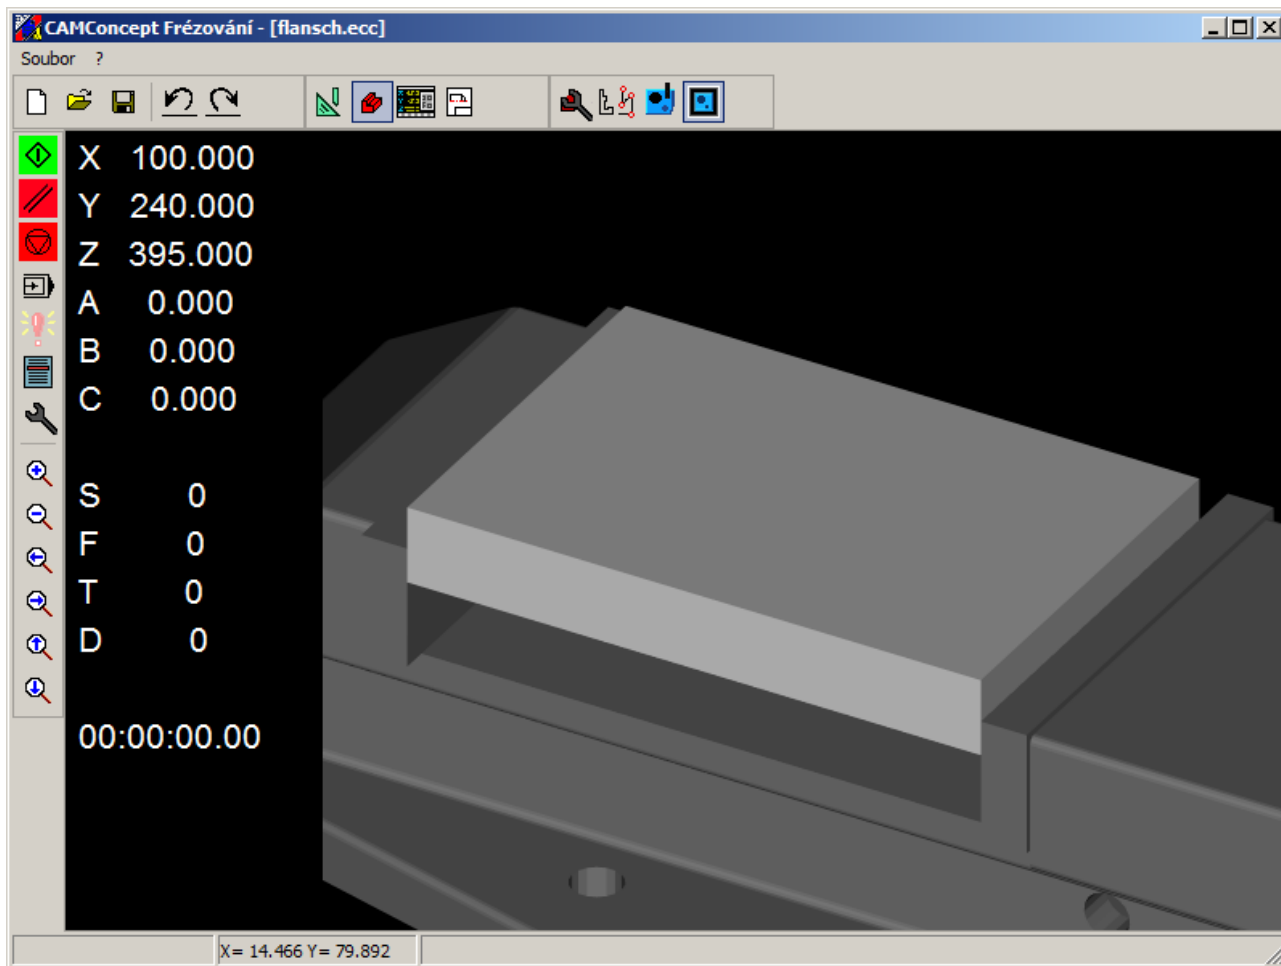 CAMConcept Frézování - [flansch.ecc]
Soubor ?
X 100.000
Y 240.000
Z 395.000
A 0.000
B 0.000
C 0.000
S 0
F 0
T 0
D 0
00:00:00.00
X= 14.466 Y= 79.892